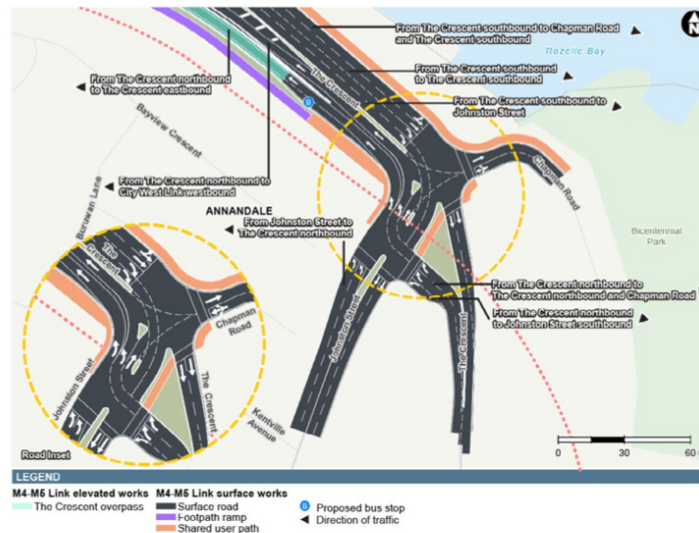 From The Crescent southbound to Chapman Road
and The Crescent southbound
N
Rozelle Bay
From The Crescent southbound
to The Crescent southbound
The Crescent
From The Crescent northbound
to The Crescent eastbound
From The Crescent southbound to
Johnston Street
B
Bayview Crescent
Chapman Road
From The Crescent northbound to
City West Link westbound
Buruwan Lane
ANNANDALE
From Johnston Street to
The Crescent northbound
Bicentennial
Park
The Crescent
From The Crescent northbound to
The Crescent northbound and Chapman Road
From The Crescent northbound
to Johnston Street southbound
Chapman
Road
Johnston Street
The Crescent
Johnston Street
The Crescent
Kentville
Avenue
Road Inset
0 30 60
LEGEND
M4-M5 Link elevated works
The Crescent overpass
M4-M5 Link surface works
Surface road
Footpath ramp
Shared user path
B Proposed bus stop
Direction of traffic